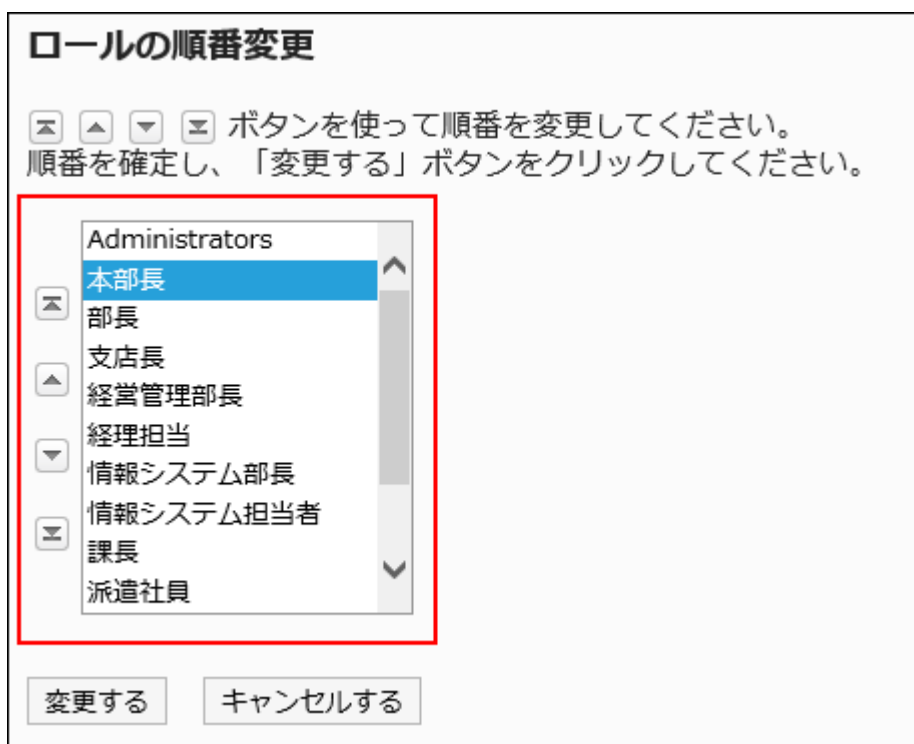 ロールの順番変更
ボタンを使って順番を変更してください。
順番を確定し、「変更する」ボタンをクリックしてください。
Administrators
本部長
部長
支店長
経営管理部長
経理担当
情報システム部長
情報システム担当者
課長
派遣社員
変更する
キャンセルする